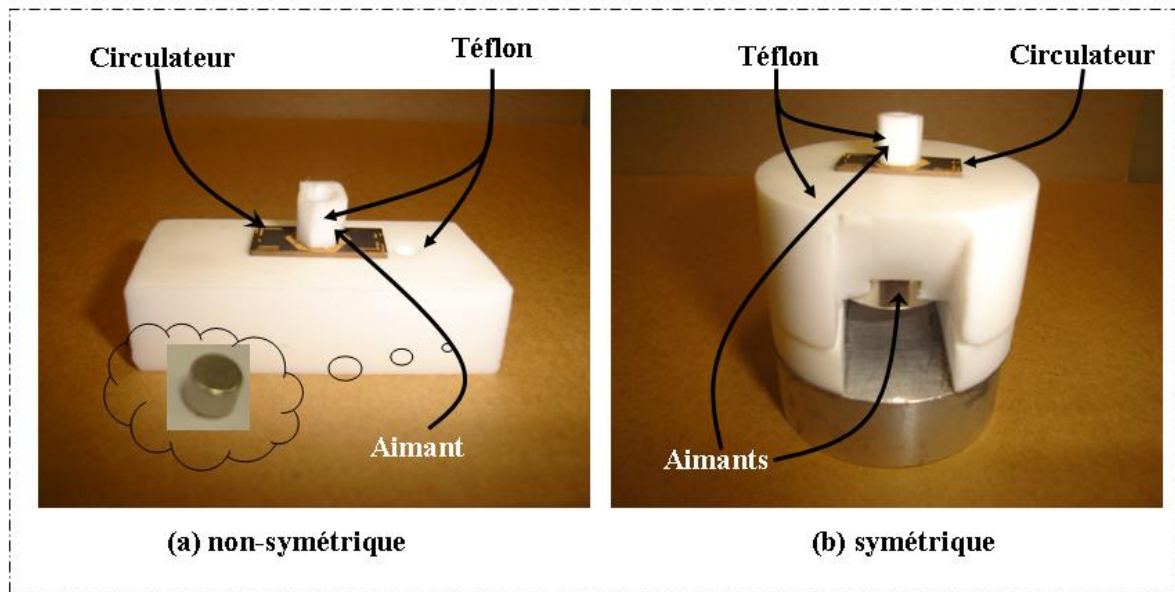 Circulateur
Téflon
Aimant
(a) non-symétrique
Téflon
Circulateur
Aimants
(b) symétrique